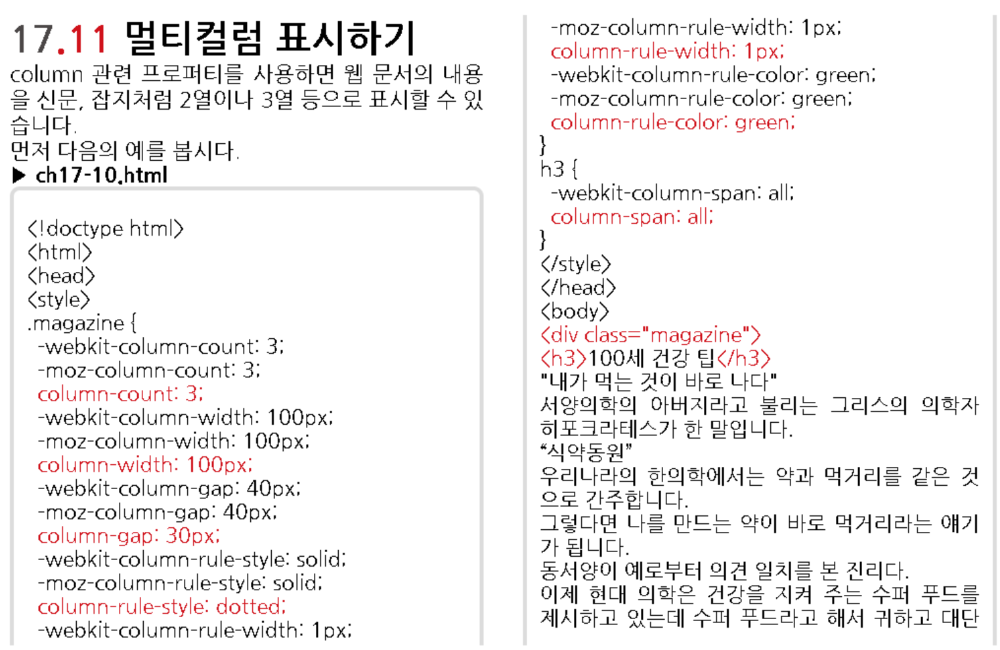 17.11 멀티컬럼 표시하기
column 관련 프로퍼티를 사용하면 웹 문서의 내용
을 신문, 잡지처럼 2열이나 3열 등으로 표시할 수 있
습니다.
먼저 다음의 예를 봅시다.
▶ ch17-10.html
<!doctype html>
<html>
<head>
<style>
.magazine {
-webkit-column-count: 3;
-moz-column-count: 3;
column-count: 3;
-webkit-column-width: 100px;
-moz-column-width: 100px;
column-width: 100px;
-webkit-column-gap: 40px;
-moz-column-gap: 40px;
column-gap: 30px;
-webkit-column-rule-style: solid;
-moz-column-rule-style: solid;
column-rule-style: dotted;
-webkit-column-rule-width: 1px;
-moz-column-rule-width: 1px;
column-rule-width: 1px;
-webkit-column-rule-color: green;
-moz-column-rule-color: green;
column-rule-color: green;
}
h3 {
-webkit-column-span: all;
column-span: all;
}
</style>
</head>
<body>
<div class="magazine">
<h3>100세 건강 팁</h3>
"내가 먹는 것이 바로 나다"
서양의학의 아버지라고 불리는 그리스의 의학자
히포크라테스가 한 말입니다.
“식약동원”
우리나라의 한의학에서는 약과 먹거리를 같은 것
으로 간주합니다.
그렇다면 나를 만드는 약이 바로 먹거리라는 얘기
가 됩니다.
동서양이 예로부터 의견 일치를 본 진리다.
이제 현대 의학은 건강을 지켜 주는 수퍼 푸드를
제시하고 있는데 수퍼 푸드라고 해서 귀하고 대단